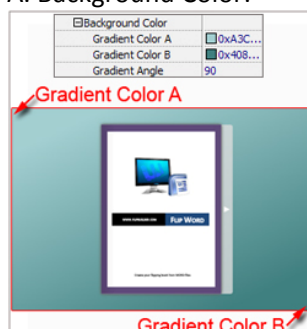 A. Background Color:
Background Color
Gradient Color A 0xA3C...
Gradient Color B 0x408...
Gradient Angle 90
Gradient Color A
FLIP WORD
Gradient Color B